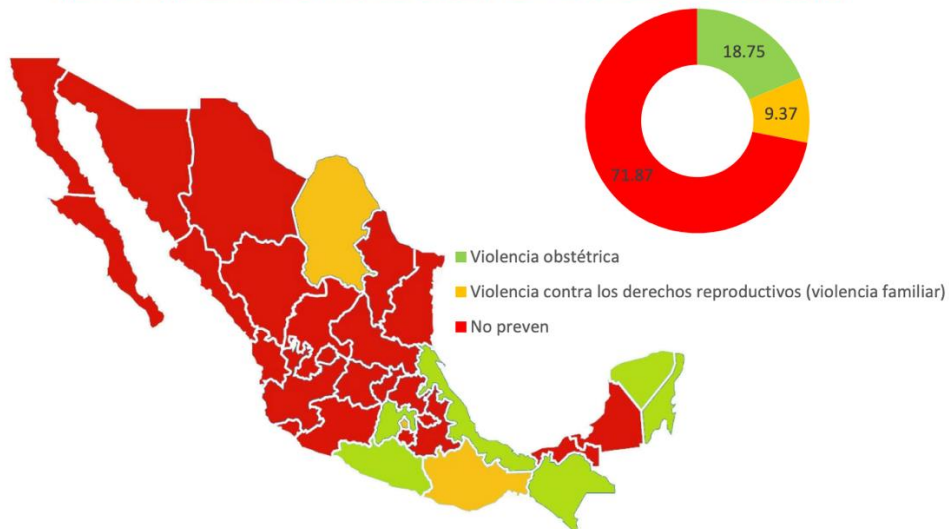 18.75
9.37
71.87
Violencia obstétrica
Violencia contra los derechos reproductivos (violencia familiar)
No preven